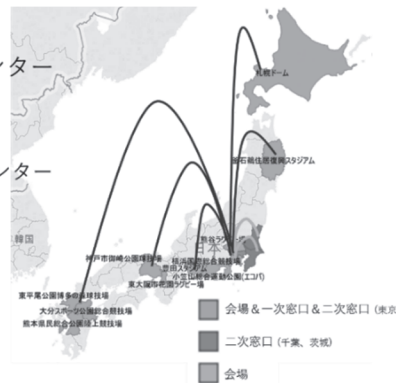 ンター
札幌ドーム
釜石鵜住居復興スタジアム
ンター
韓国
熊谷ラグビー
日本
神戸市御崎公園球技場
横浜国際総合競技場
豊田スタジアム
小笠山総合運動公園(エコパ)
東大阪市花園ラグビー場
東平尾公園博多の森球技場
大分スポーツ公園総合競技場
熊本県民総合公園陸上競技場
会場&一次窓口&二次窓口 (東京
二次窓口 (千葉、茨城)
会場